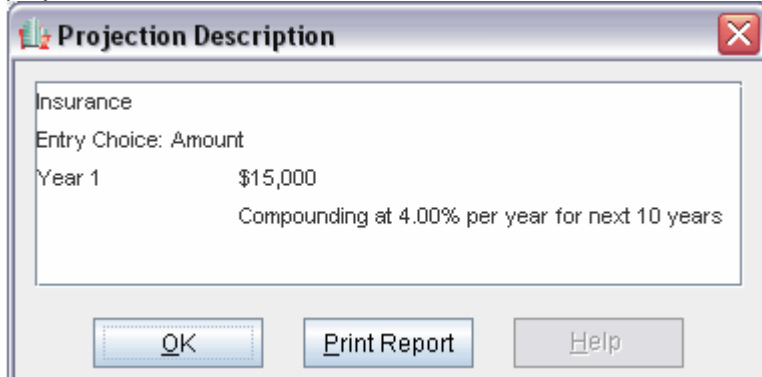 Projection Description
Insurance
Entry Choice: Amount
Year 1 $15,000
Compounding at 4.00% per year for next 10 years
OK Print Report Help